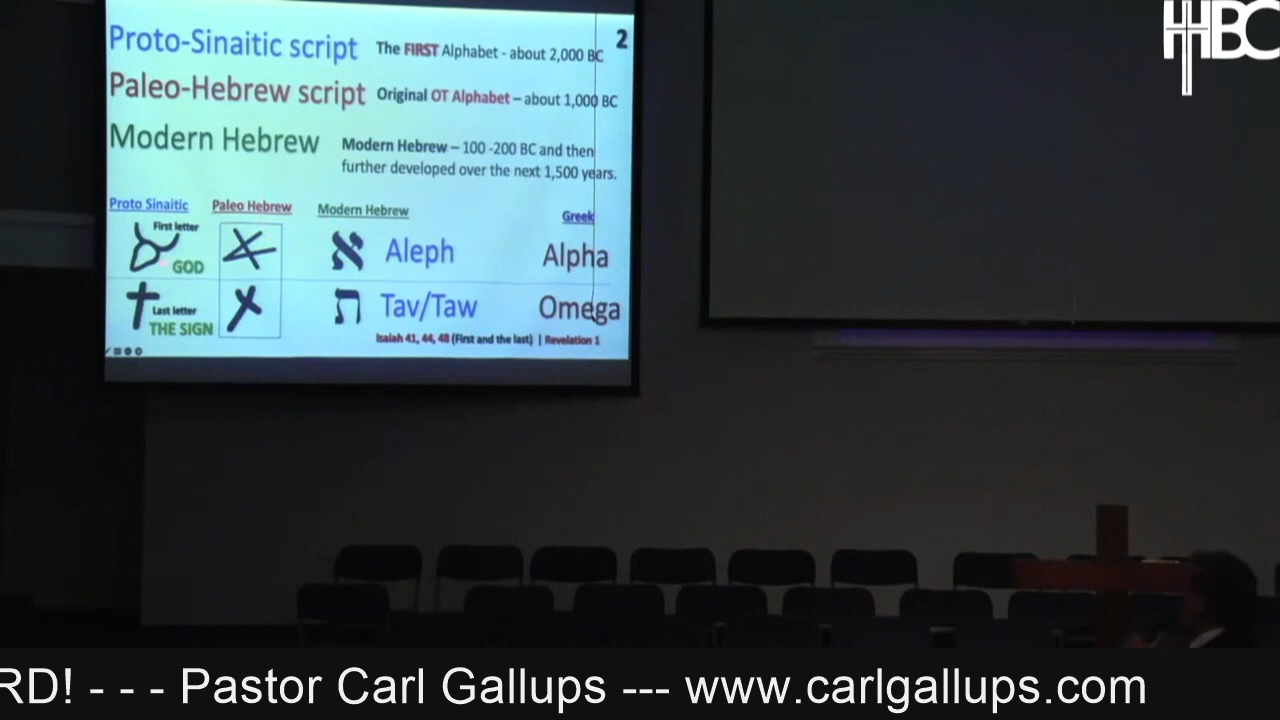 HHBC
2
Proto-Sinaitic script The FIRST Alphabet - about 2,000 BC
Paleo-Hebrew script Original OT Alphabet – about 1,000 BC
Modern Hebrew Modern Hebrew – 100 -200 BC and then
further developed over the next 1,500 years.
Proto Sinaitic Paleo Hebrew Modern Hebrew Greek
First letter
GOD א Aleph Alpha
Last letter
THE SIGN ת Tav/Taw Omega
Isaiah 41, 44, 48 (First and the last) | Revelation 1
RD! - - - Pastor Carl Gallups --- www.carlgallups.com